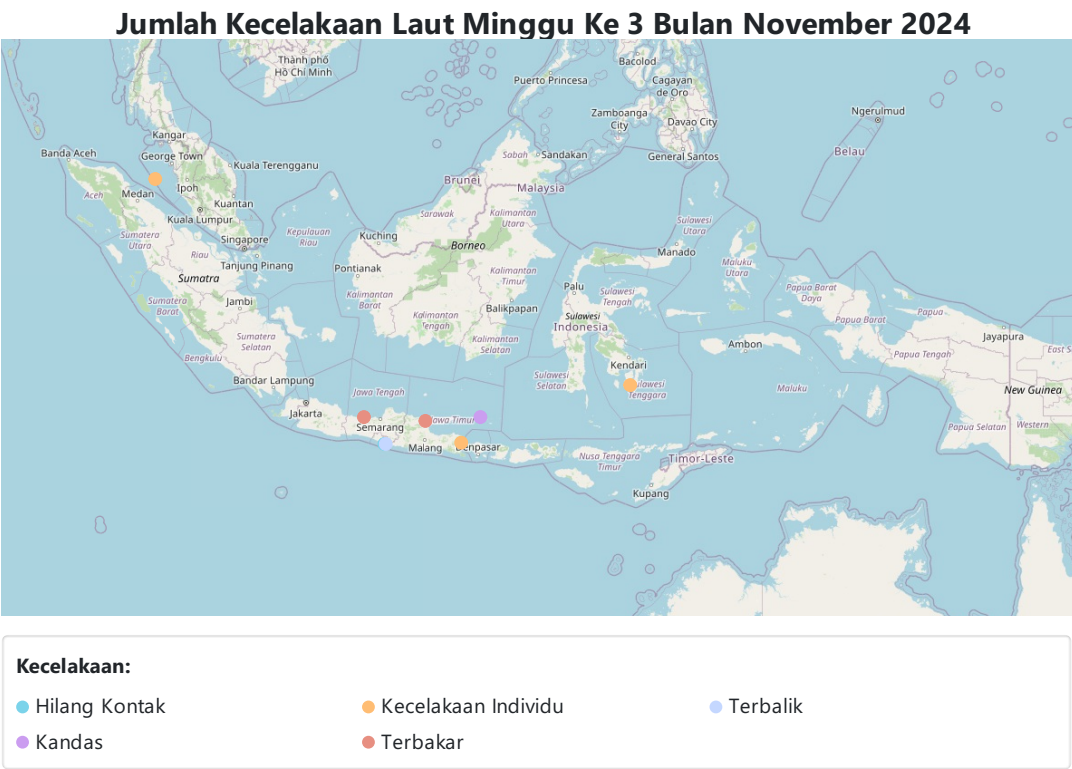 Jumlah Kecelakaan Laut Minggu Ke 3 Bulan November 2024
Thành phố
Hồ Chí Minh
Bacolod
Puerto Princesa
Cagayan
de Oro
Zamboanga
City
Davao City
Ngerulmud
Kangar
Banda Aceh
George Town
Kuala Terengganu
Sabah
Sandakan
General Santos
Belau
Aceh
Medan
Ipoh
Brunei
Malaysia
Kuantan
Kuala Lumpur
Sarawak
Kalimantan
Utara
Sulawesi
Utara
Sumatera
Utara
Riau
Singapore
Kepulauan
Riau
Kuching
Borneo
Manado
Tanjung Pinang
Sumatra
Pontianak
Kalimantan
Timur
Maluku
Utara
Palu
Papua Barat
Daya
Sumatera
Barat
Jambi
Kalimantan
Barat
Sulawesi
Tengah
Balikpapan
Kalimantan
Tengah
Sulawesi
Indonesia
Papua Barat
Papua
Sumatera
Selatan
Kalimantan
Selatan
Ambon
Jayapura
Bengkulu
Papua Tengah
East S
Kendari
Bandar Lampung
Sulawesi
Selatan
Sulawesi
Tenggara
Maluku
New Guinea
Jawa Tengah
Jakarta
Semarang
Jawa Timur
Papua Selatan
Western
Malang
Denpasar
Nusa Tenggara
Timur
Timor-Leste
Kupang
Kecelakaan:
Hilang Kontak
Kecelakaan Individu
Terbalik
Kandas
Terbakar